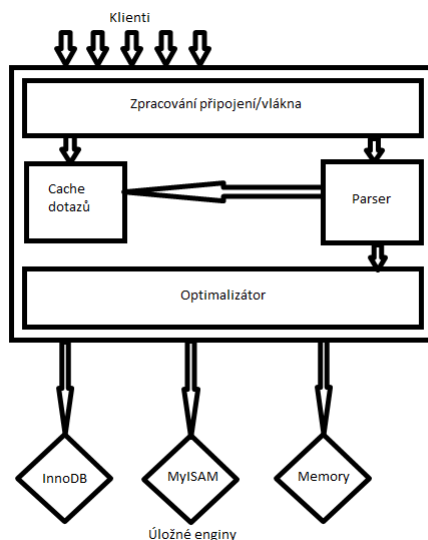 Klienti
Zpracování připojení/vlákna
Cache
dotazů
Parser
Optimalizátor
InnoDB
MyISAM
Memory
Úložné enginy